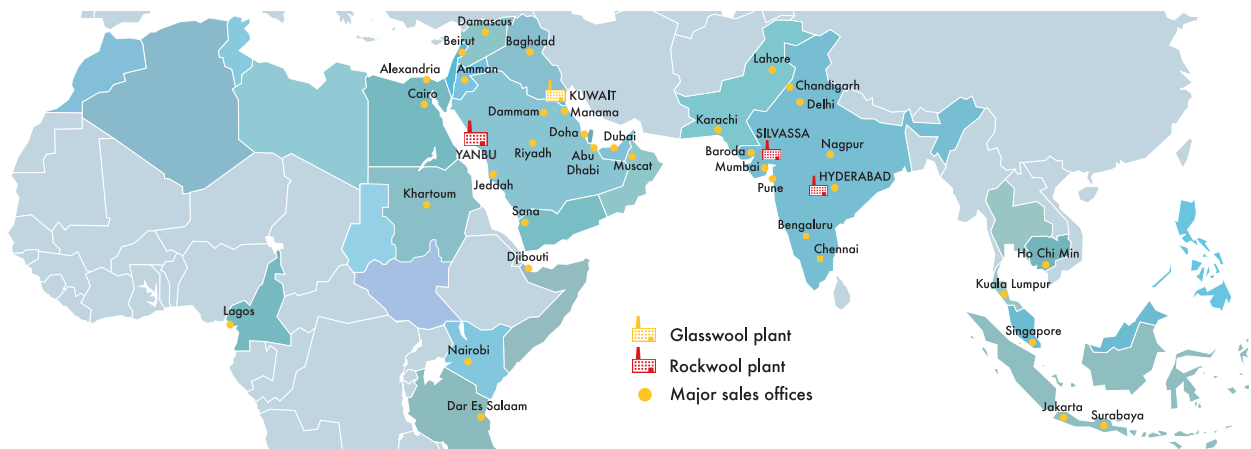 Damascus
Beirut
Baghdad
Alexandria
Amman
Cairo
KUWAIT
Dammam
Manama
Doha
Dubai
YANBU
Riyadh
Abu
Dhabi
Muscat
Jeddah
Khartoum
Sana
Djibouti
Lagos
Nairobi
Dar Es Salaam
Lahore
Chandigarh
Delhi
Karachi
SILVASSA
Baroda
Nagpur
Mumbai
HYDERABAD
Pune
Bengaluru
Chennai
Ho Chi Min
Kuala Lumpur
Singapore
Jakarta
Surabaya
Glasswool plant
Rockwool plant
Major sales offices